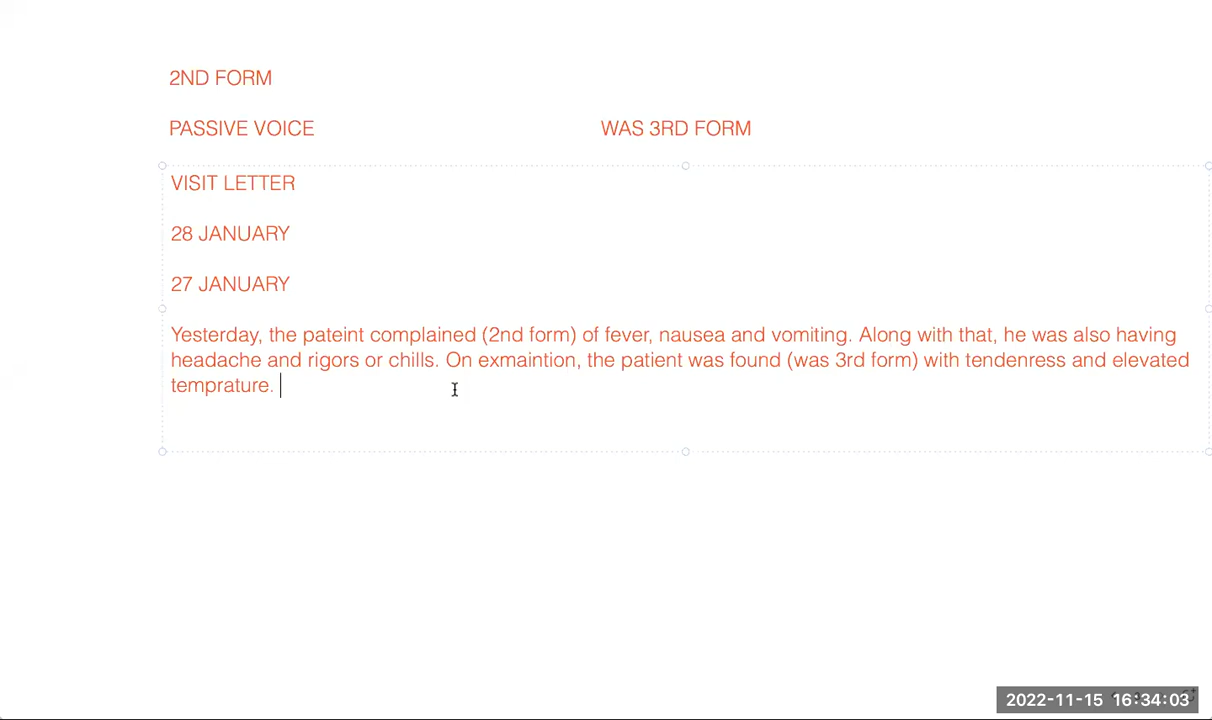 2ND FORM
PASSIVE VOICE WAS 3RD FORM
VISIT LETTER
28 JANUARY
27 JANUARY
Yesterday, the pateint complained (2nd form) of fever, nausea and vomiting. Along with that, he was also having
headache and rigors or chills. On exmaintion, the patient was found (was 3rd form) with tendenress and elevated
temprature.
2022-11-15 16:34:03